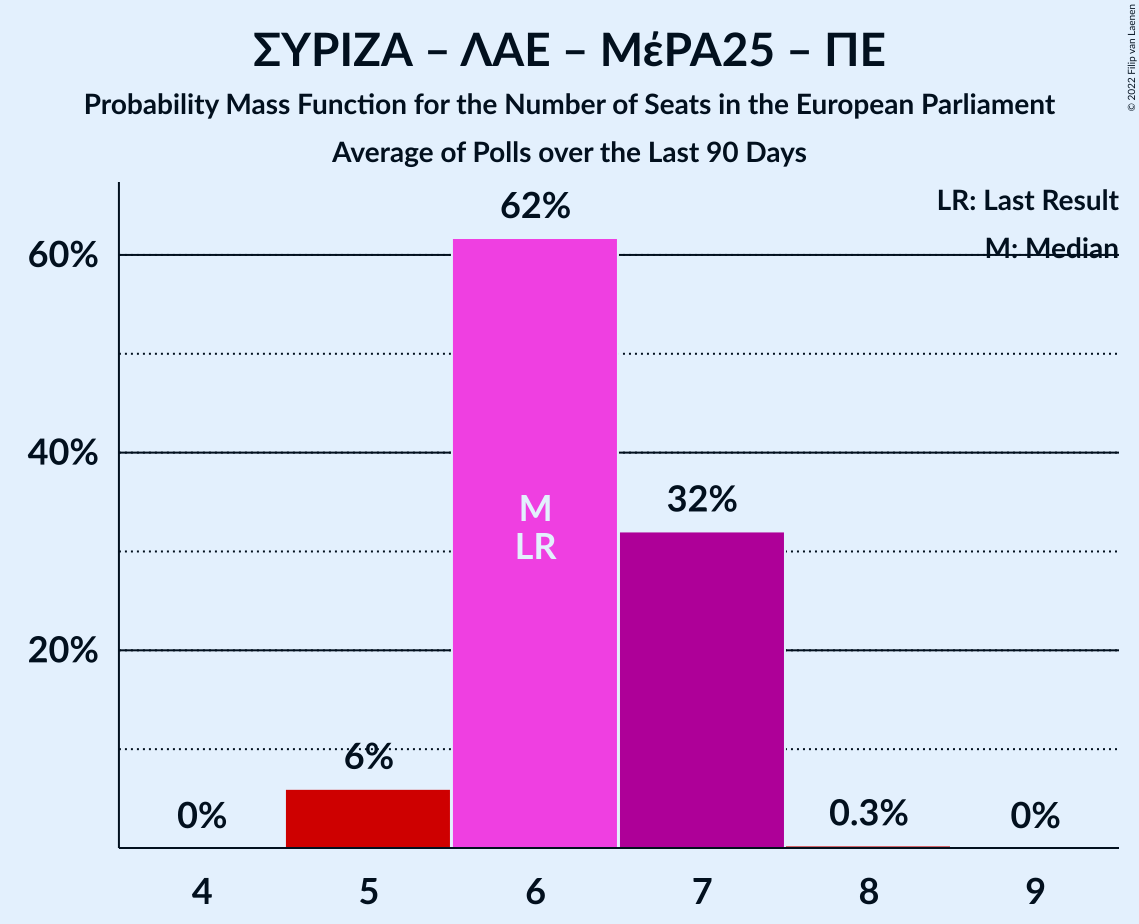 ΣΥΡΙΖΑ – ΛΑΕ – ΜέΡΑ25 – ΠΕ
Probability Mass Function for the Number of Seats in the European Parliament
Average of Polls over the Last 90 Days
© 2022 Filip van Laenen
LR: Last Result
M: Median
60%
40%
20%
0%
6%
62%
32%
0.3%
0%
M
LR
4 5 6 7 8 9